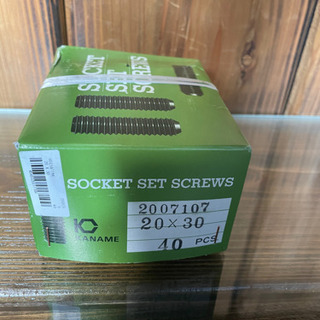 SOCKET
SET
SCREWS
SOCKET SET SCREWS
2007107
20×30
40 PCS
KANAME